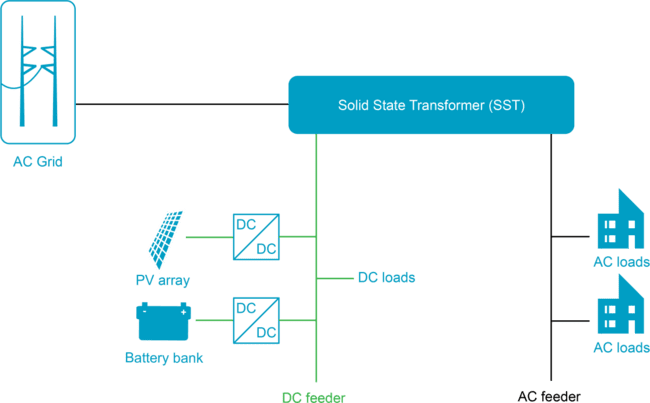 Solid State Transformer (SST)
AC Grid
DC
DC
PV array
DC loads
AC loads
DC
DC
Battery bank
AC loads
DC feeder
AC feeder